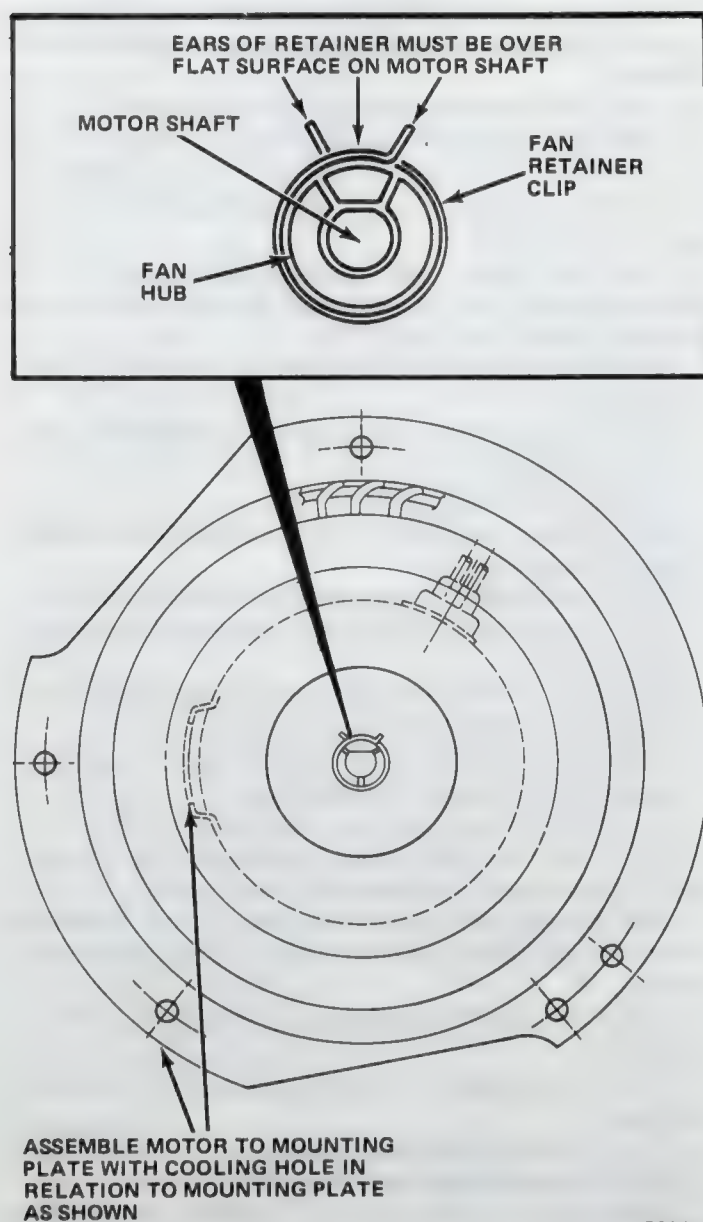 EARS OF RETAINER MUST BE OVER
FLAT SURFACE ON MOTOR SHAFT
MOTOR SHAFT
FAN
RETAINER
CLIP
FAN
HUB
ASSEMBLE MOTOR TO MOUNTING
PLATE WITH COOLING HOLE IN
RELATION TO MOUNTING PLATE
AS SHOWN